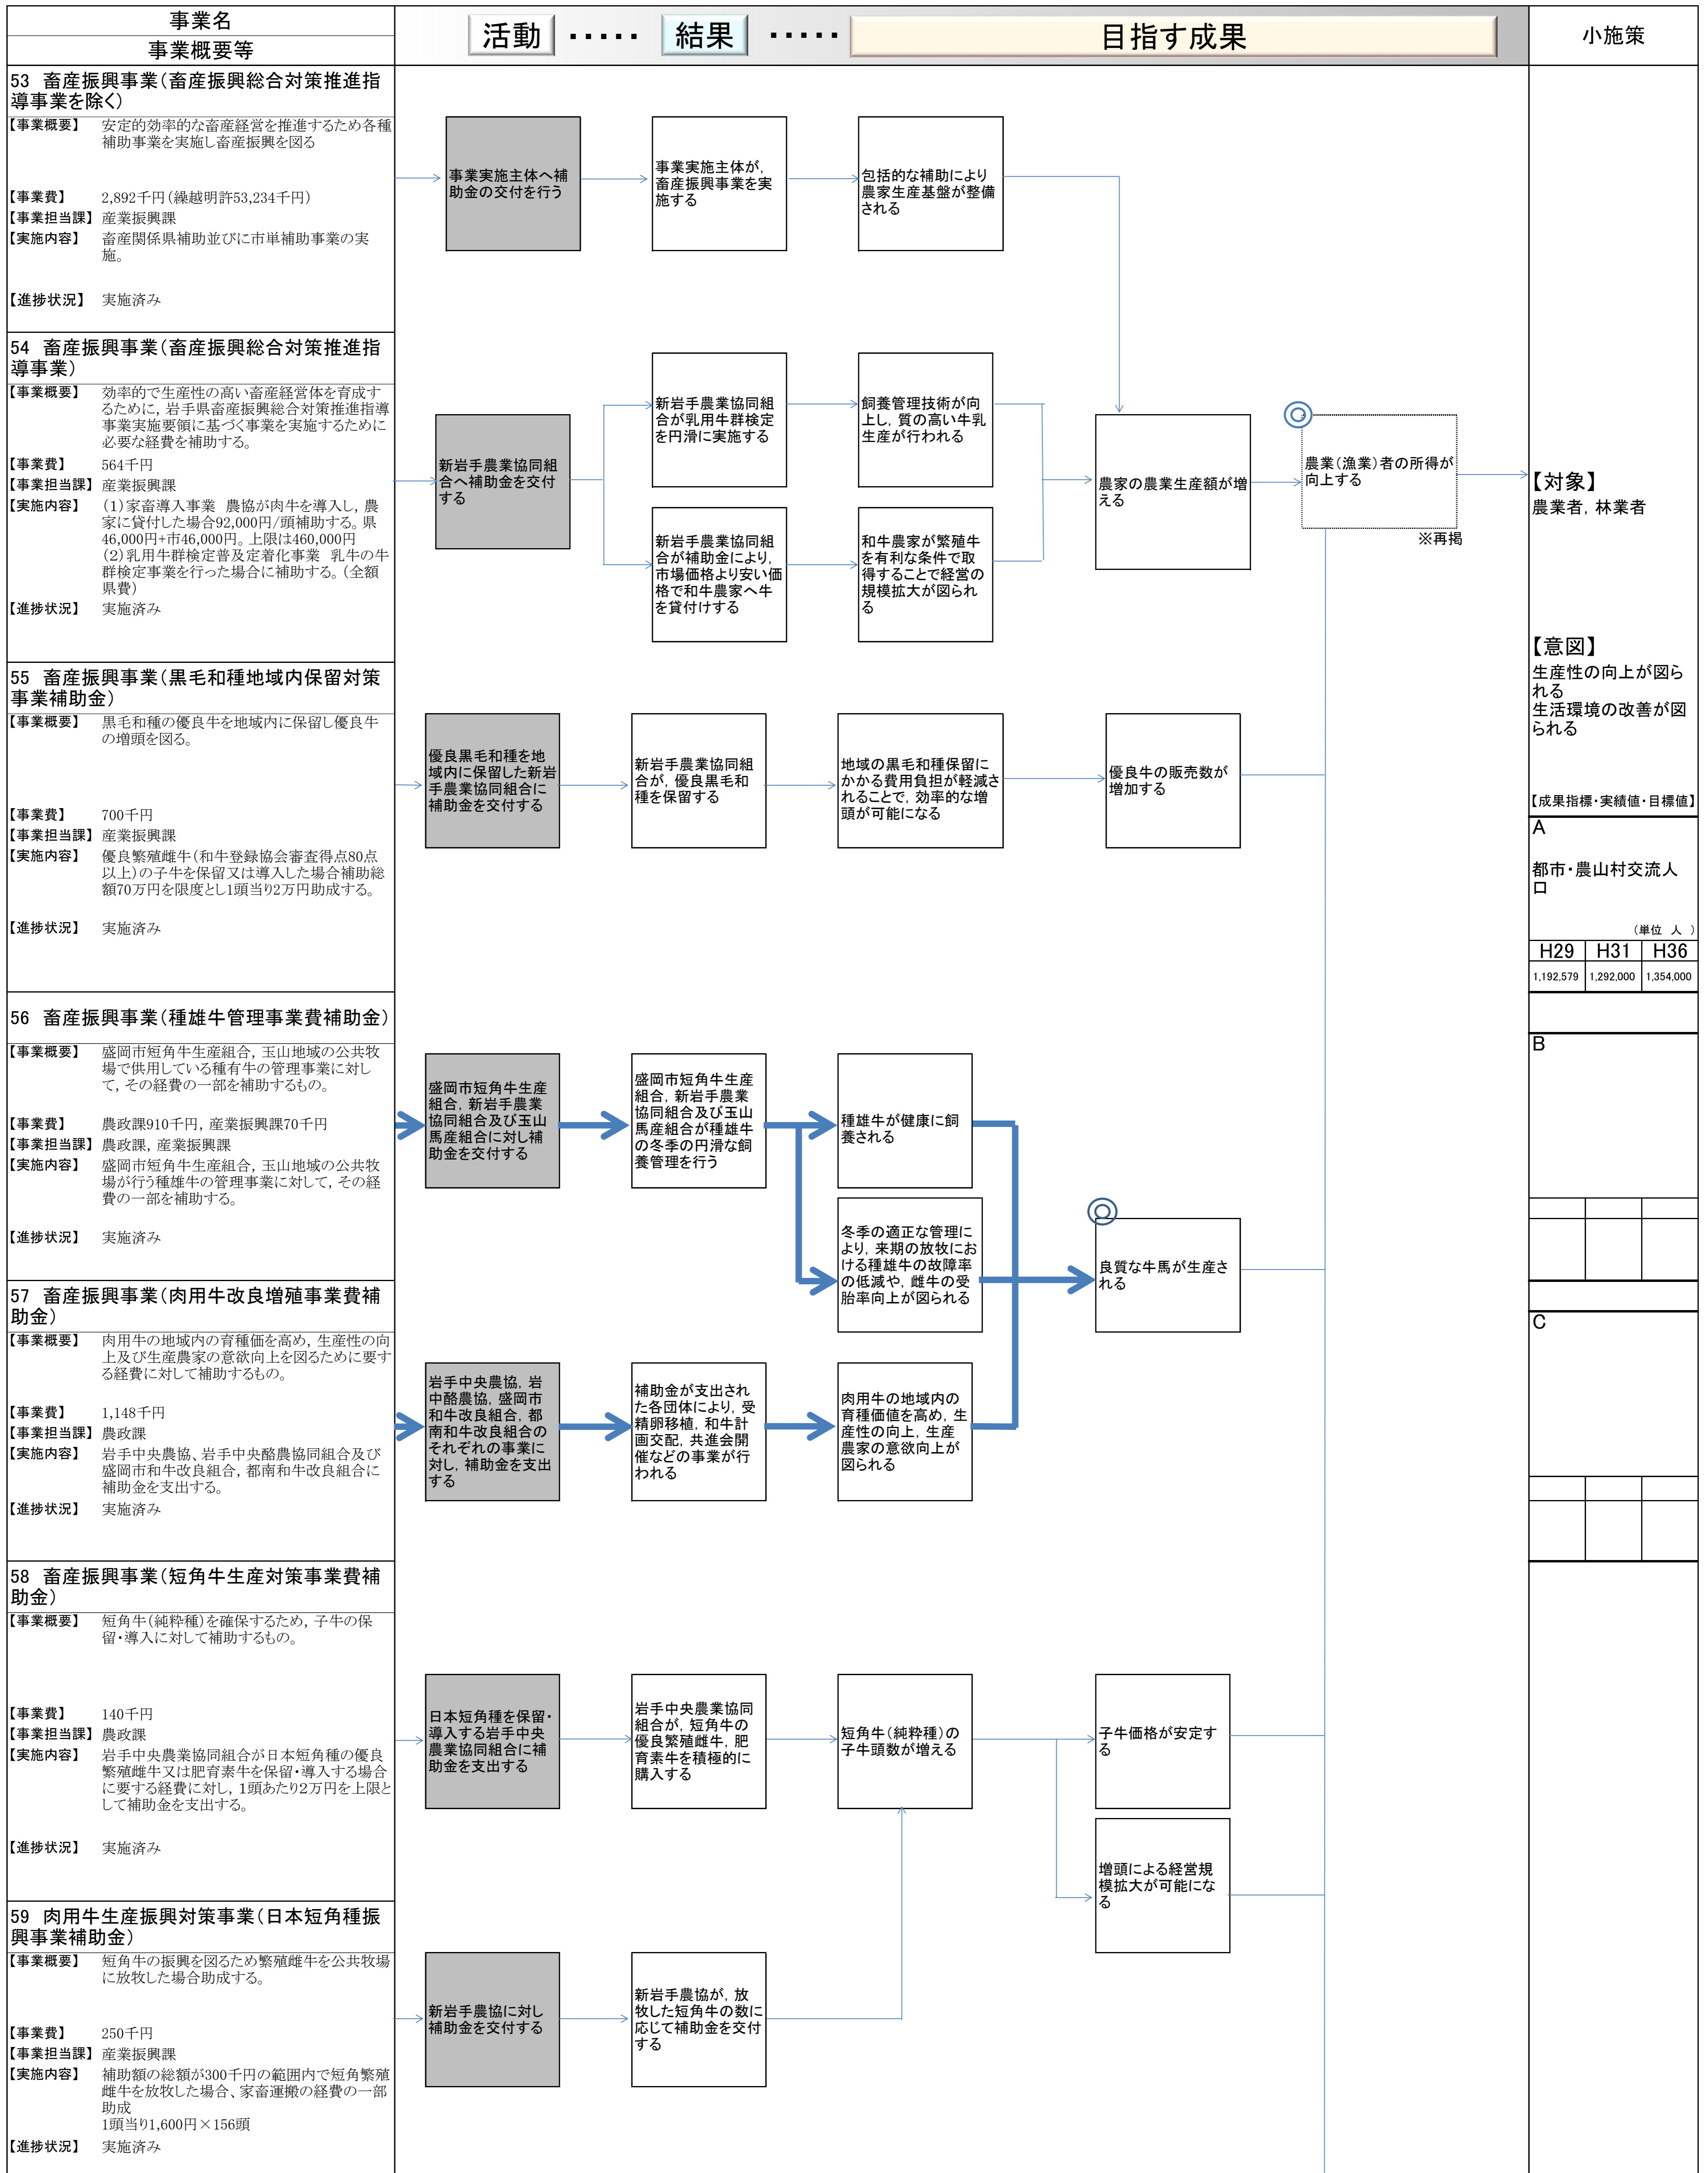 事業名
事業概要等
活動 ・・・・・ 結果 ・・・・・ 目指す成果
小施策
53 畜産振興事業(畜産振興総合対策推進指
導事業を除く)
【事業概要】 安定的効率的な畜産経営を推進するため各種
補助事業を実施し畜産振興を図る
【事業費】 2,892千円(繰越明許53,234千円)
【事業担当課】 産業振興課
【実施内容】 畜産関係県補助並びに市単補助事業の実
施。
【進捗状況】 実施済み
事業実施主体へ補
助金の交付を行う
事業実施主体が,
畜産振興事業を実
施する
包括的な補助により
農家生産基盤が整備
される
54 畜産振興事業(畜産振興総合対策推進指
導事業)
【事業概要】 効率的で生産性の高い畜産経営体を育成す
るために, 岩手県畜産振興総合対策推進指導
事業実施要領に基づく事業を実施するために
必要な経費を補助する。
【事業費】 564千円
【事業担当課】 産業振興課
【実施内容】 (1)家畜導入事業 農協が肉牛を導入し, 農
家に貸付した場合92,000円/頭補助する。県
46,000円+市46,000円。上限は460,000円
(2)乳用牛群検定普及定着化事業 乳牛の牛
群検定事業を行った場合に補助する。(全額
県費)
【進捗状況】 実施済み
新岩手農業協同組
合へ補助金を交付
する
新岩手農業協同組
合が乳用牛群検定
を円滑に実施する
飼養管理技術が向
上し, 質の高い牛乳
生産が行われる
新岩手農業協同組
合が補助金により,
市場価格より安い価
格で和牛農家へ牛
を貸付けする
和牛農家が繁殖牛
を有利な条件で取
得することで経営の
規模拡大が図られ
る
農家の農業生産額が増
える
◎
農業(漁業)者の所得が
向上する
※再掲
【対象】
農業者, 林業者
【意図】
生産性の向上が図ら
れる
生活環境の改善が図
られる
【成果指標・実績値・目標値】
A
都市・農山村交流人
口
(単位 人 )
H29 H31 H36
1,192,579 1,292,000 1,354,000
B
C
55 畜産振興事業(黒毛和種地域内保留対策
事業補助金)
【事業概要】 黒毛和種の優良牛を地域内に保留し優良牛
の増頭を図る。
【事業費】 700千円
【事業担当課】 産業振興課
【実施内容】 優良繁殖雌牛(和牛登録協会審査得点80点
以上)の子牛を保留又は導入した場合補助総
額70万円を限度とし1頭当り2万円助成する。
【進捗状況】 実施済み
優良黒毛和種を地
域内に保留した新岩
手農業協同組合に
補助金を交付する
新岩手農業協同組
合が, 優良黒毛和
種を保留する
地域の黒毛和種保留に
かかる費用負担が軽減さ
れることで, 効率的な増
頭が可能になる
優良牛の販売数が
増加する
56 畜産振興事業(種雄牛管理事業費補助金)
【事業概要】 盛岡市短角牛生産組合, 玉山地域の公共牧
場で供用している種有牛の管理事業に対し
て, その経費の一部を補助するもの。
【事業費】 農政課910千円, 産業振興課70千円
【事業担当課】 農政課, 産業振興課
【実施内容】 盛岡市短角牛生産組合, 玉山地域の公共牧
場が行う種雄牛の管理事業に対して, その経
費の一部を補助する。
【進捗状況】 実施済み
盛岡市短角牛生産
組合, 新岩手農業
協同組合及び玉山
馬産組合に対し補
助金を交付する
盛岡市短角牛生産
組合, 新岩手農業
協同組合及び玉山
馬産組合が種雄牛
の冬季の円滑な飼
養管理を行う
種雄牛が健康に飼
養される
冬季の適正な管理に
より, 来期の放牧にお
ける種雄牛の故障率
の低減や, 雌牛の受
胎率向上が図られる
◎
良質な牛馬が生産さ
れる
57 畜産振興事業(肉用牛改良増殖事業費補
助金)
【事業概要】 肉用牛の地域内の育種価を高め, 生産性の向
上及び生産農家の意欲向上を図るために要す
る経費に対して補助するもの。
【事業費】 1,148千円
【事業担当課】 農政課
【実施内容】 岩手中央農協、岩手中央酪農協同組合及び
盛岡市和牛改良組合, 都南和牛改良組合に
補助金を支出する。
【進捗状況】 実施済み
岩手中央農協, 岩
中酪農協, 盛岡市
和牛改良組合, 都
南和牛改良組合の
それぞれの事業に
対し, 補助金を支出
する
補助金が支出され
た各団体により, 受
精卵移植, 和牛計
画交配, 共進会開
催などの事業が行
われる
肉用牛の地域内の
育種価値を高め, 生
産性の向上, 生産
農家の意欲向上が
図られる
58 畜産振興事業(短角牛生産対策事業費補
助金)
【事業概要】 短角牛(純粋種)を確保するため, 子牛の保
留・導入に対して補助するもの。
【事業費】 140千円
【事業担当課】 農政課
【実施内容】 岩手中央農業協同組合が日本短角種の優良
繁殖雌牛又は肥育素牛を保留・導入する場合
に要する経費に対し, 1頭あたり2万円を上限と
して補助金を支出する。
【進捗状況】 実施済み
日本短角種を保留・
導入する岩手中央
農業協同組合に補
助金を支出する
岩手中央農業協同
組合が, 短角牛の
優良繁殖雌牛, 肥
育素牛を積極的に
購入する
短角牛(純粋種)の
子牛頭数が増える
子牛価格が安定す
る
増頭による経営規
模拡大が可能にな
る
59 肉用牛生産振興対策事業(日本短角種振
興事業補助金)
【事業概要】 短角牛の振興を図るため繁殖雌牛を公共牧場
に放牧した場合助成する。
【事業費】 250千円
【事業担当課】 産業振興課
【実施内容】 補助額の総額が300千円の範囲内で短角繁殖
雌牛を放牧した場合、家畜運搬の経費の一部
助成
1頭当り1,600円×156頭
【進捗状況】 実施済み
新岩手農協に対し
補助金を交付する
新岩手農協が, 放
牧した短角牛の数に
応じて補助金を交付
する